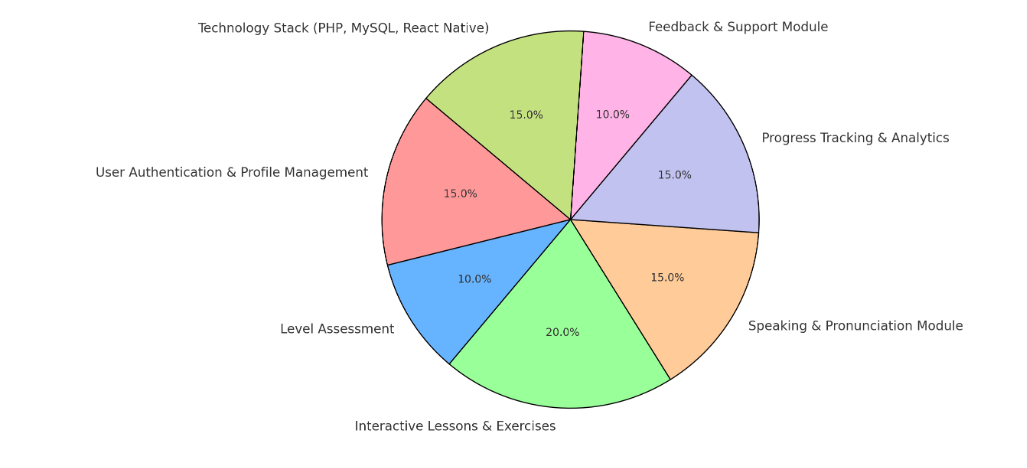 Technology Stack (PHP, MySQL, React Native)
Feedback & Support Module
15.0%
10.0%
Progress Tracking & Analytics
User Authentication & Profile Management
15.0%
15.0%
10.0%
15.0%
Level Assessment
20.0%
Speaking & Pronunciation Module
Interactive Lessons & Exercises